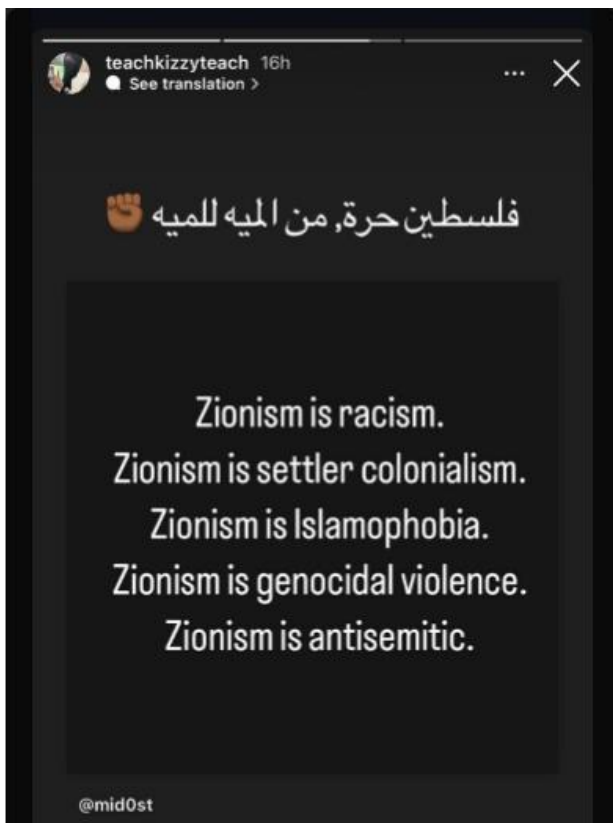 teachkizzyteach 16h
See translation >
فلسطين حرة, من الميه للميه ✊🏾
Zionism is racism.
Zionism is settler colonialism.
Zionism is Islamophobia.
Zionism is genocidal violence.
Zionism is antisemitic.
@mid0st